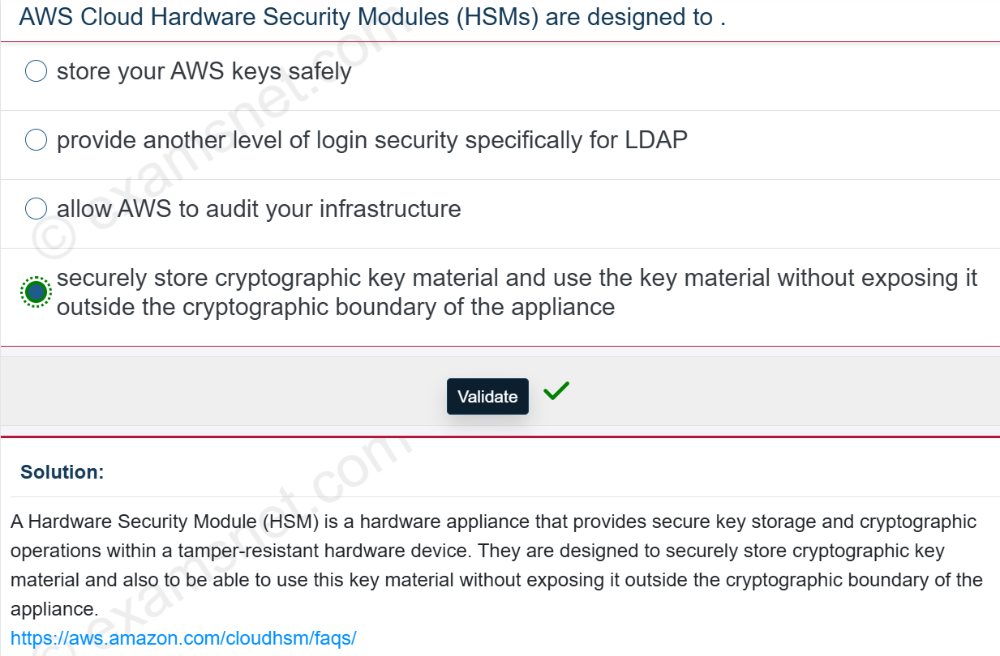 AWS Cloud Hardware Security Modules (HSMs) are designed to .
store your AWS keys safely
provide another level of login security specifically for LDAP
allow AWS to audit your infrastructure
securely store cryptographic key material and use the key material without exposing it
outside the cryptographic boundary of the appliance
© examsnet.com
Validate
Solution:
A Hardware Security Module (HSM) is a hardware appliance that provides secure key storage and cryptographic
operations within a tamper-resistant hardware device. They are designed to securely store cryptographic key
material and also to be able to use this key material without exposing it outside the cryptographic boundary of the
appliance.
https://aws.amazon.com/cloudhsm/faqs/
© examsnet.com